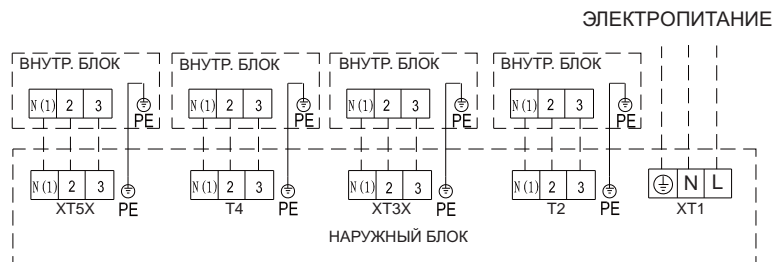 ЭЛЕКТРОПИТАНИЕ
ВНУТР. БЛОК ВНУТР. БЛОК ВНУТР. БЛОК ВНУТР. БЛОК
N(1) 2 3 N(1) 2 3 N(1) 2 3 N(1) 2 3
PE PE PE PE
N(1) 2 3 N(1) 2 3 N(1) 2 3 N(1) 2 3 N L
XT5X PE T4 PE XT3X PE T2 PE XT1
НАРУЖНЫЙ БЛОК